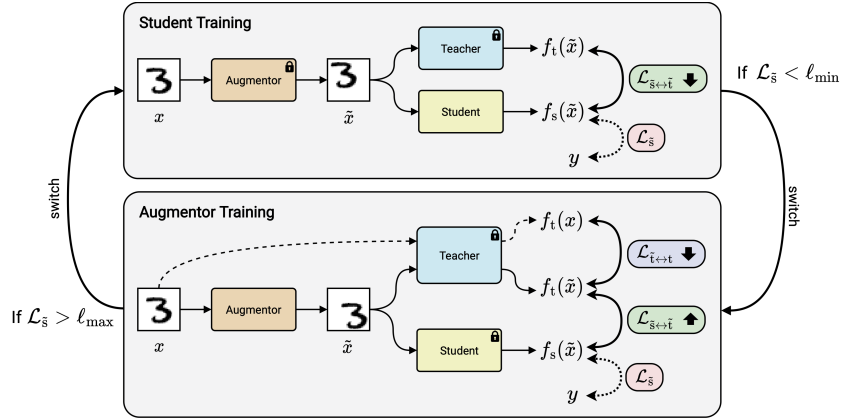 Student Training
Teacher
Augmentor
Student
x
x̃
f_t(x̃)
f_s(x̃)
y
ℒ_s̃↔t̃ ⬇
ℒ_s̃
If ℒ_s̃ < ℓ_min
switch
switch
Augmentor Training
Teacher
Augmentor
Student
x
x̃
f_t(x)
f_t(x̃)
f_s(x̃)
y
ℒ_t̃↔t ⬇
ℒ_s̃↔t̃ ⬆
ℒ_s̃
If ℒ_s̃ > ℓ_max